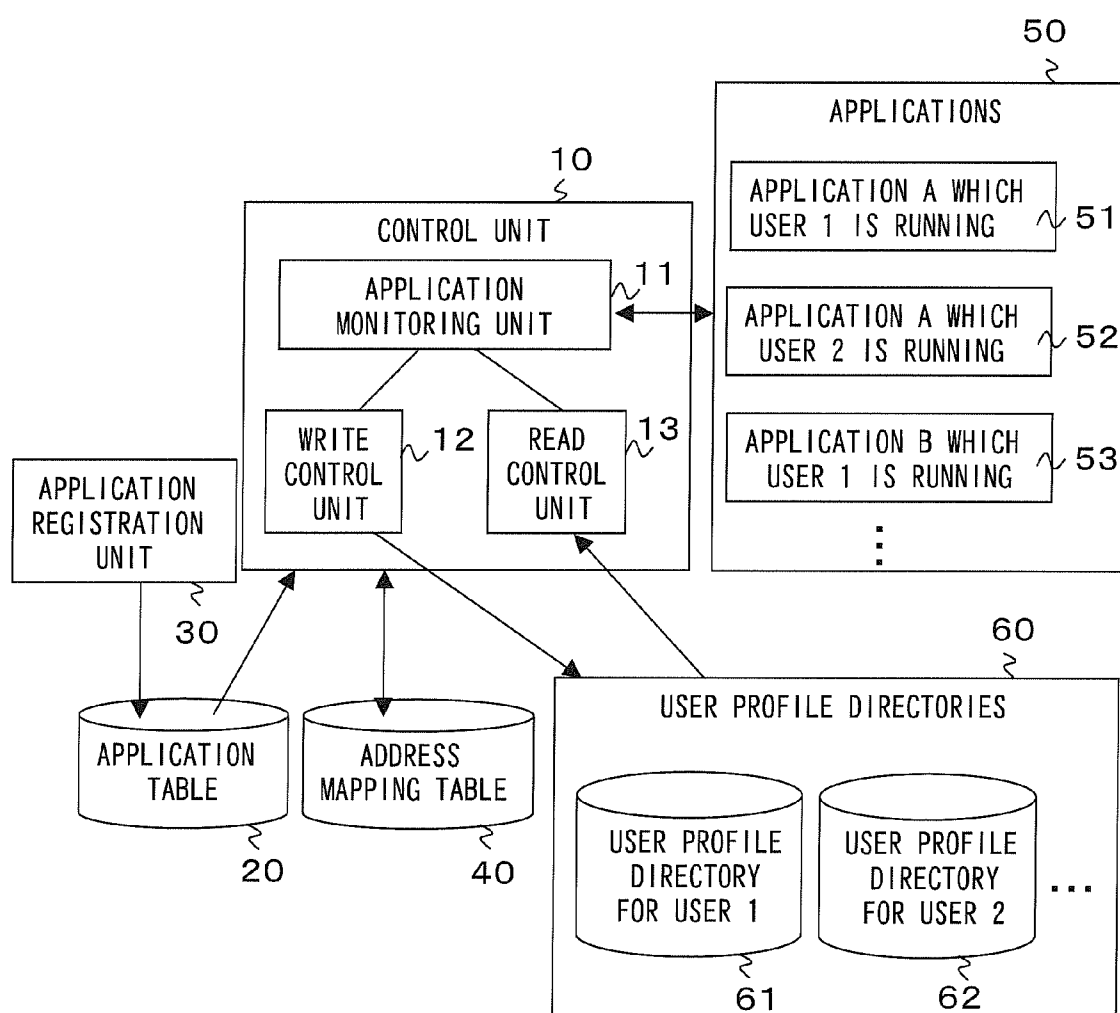 50
APPLICATIONS
APPLICATION A WHICH
USER 1 IS RUNNING
51
APPLICATION A WHICH
USER 2 IS RUNNING
52
APPLICATION B WHICH
USER 1 IS RUNNING
53
10
CONTROL UNIT
APPLICATION
MONITORING UNIT
11
WRITE
CONTROL
UNIT
12
READ
CONTROL
UNIT
13
APPLICATION
REGISTRATION
UNIT
30
APPLICATION
TABLE
20
ADDRESS
MAPPING TABLE
40
60
USER PROFILE DIRECTORIES
USER PROFILE
DIRECTORY
FOR USER 1
61
USER PROFILE
DIRECTORY
FOR USER 2
62